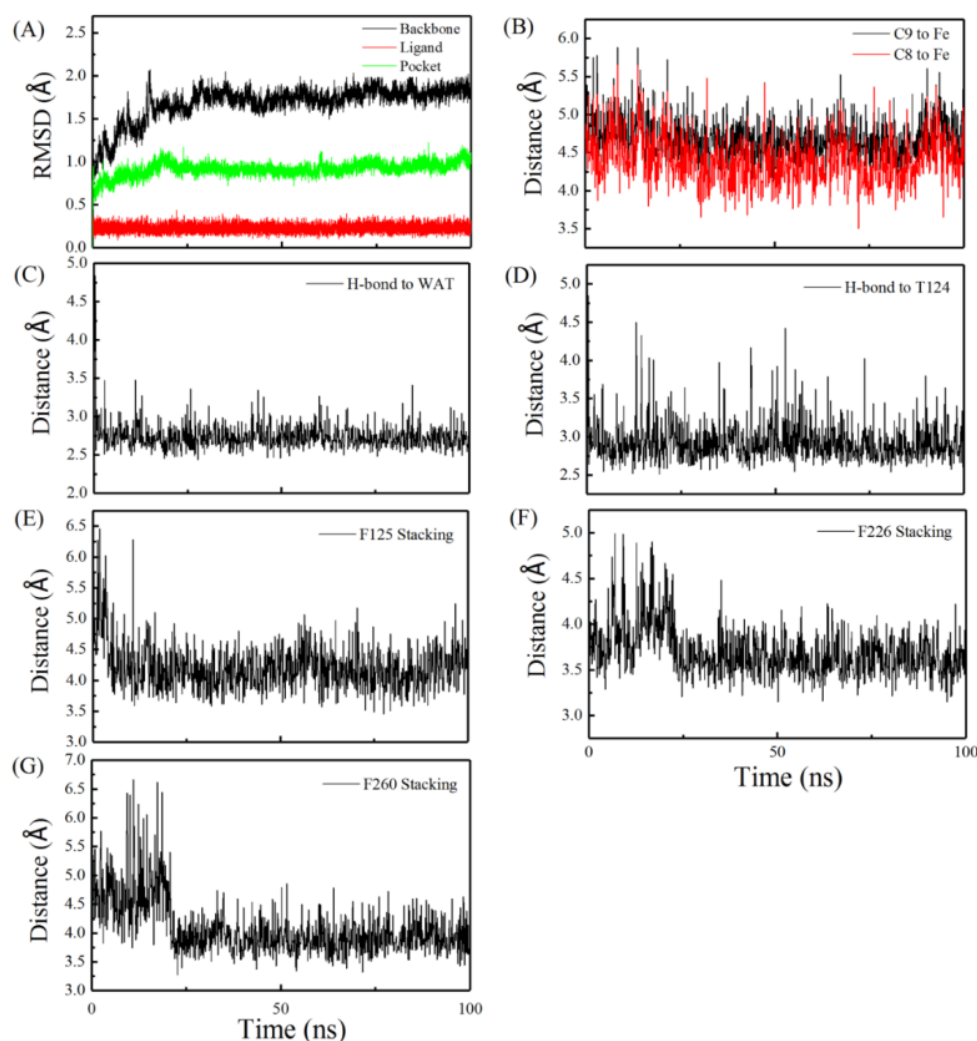 (A)
RMSD (Å)
2.5
2.0
1.5
1.0
0.5
0.0
Backbone
Ligand
Pocket
(B)
Distance (Å)
6.0
5.5
5.0
4.5
4.0
3.5
C9 to Fe
C8 to Fe
(C)
Distance (Å)
5.0
4.5
4.0
3.5
3.0
2.5
2.0
H-bond to WAT
(D)
Distance (Å)
5.0
4.5
4.0
3.5
3.0
2.5
H-bond to T124
(E)
Distance (Å)
6.5
6.0
5.5
5.0
4.5
4.0
3.5
3.0
F125 Stacking
(F)
Distance (Å)
5.0
4.5
4.0
3.5
3.0
F226 Stacking
0 50 100
Time (ns)
(G)
Distance (Å)
7.0
6.5
6.0
5.5
5.0
4.5
4.0
3.5
3.0
F260 Stacking
0 50 100
Time (ns)